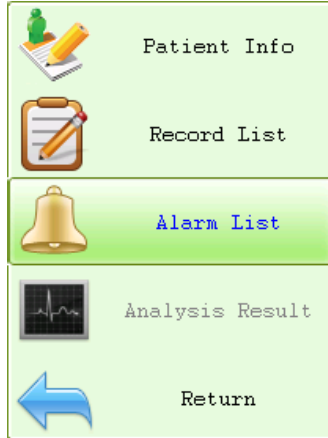 Patient Info
Record List
Alarm List
Analysis Result
Return